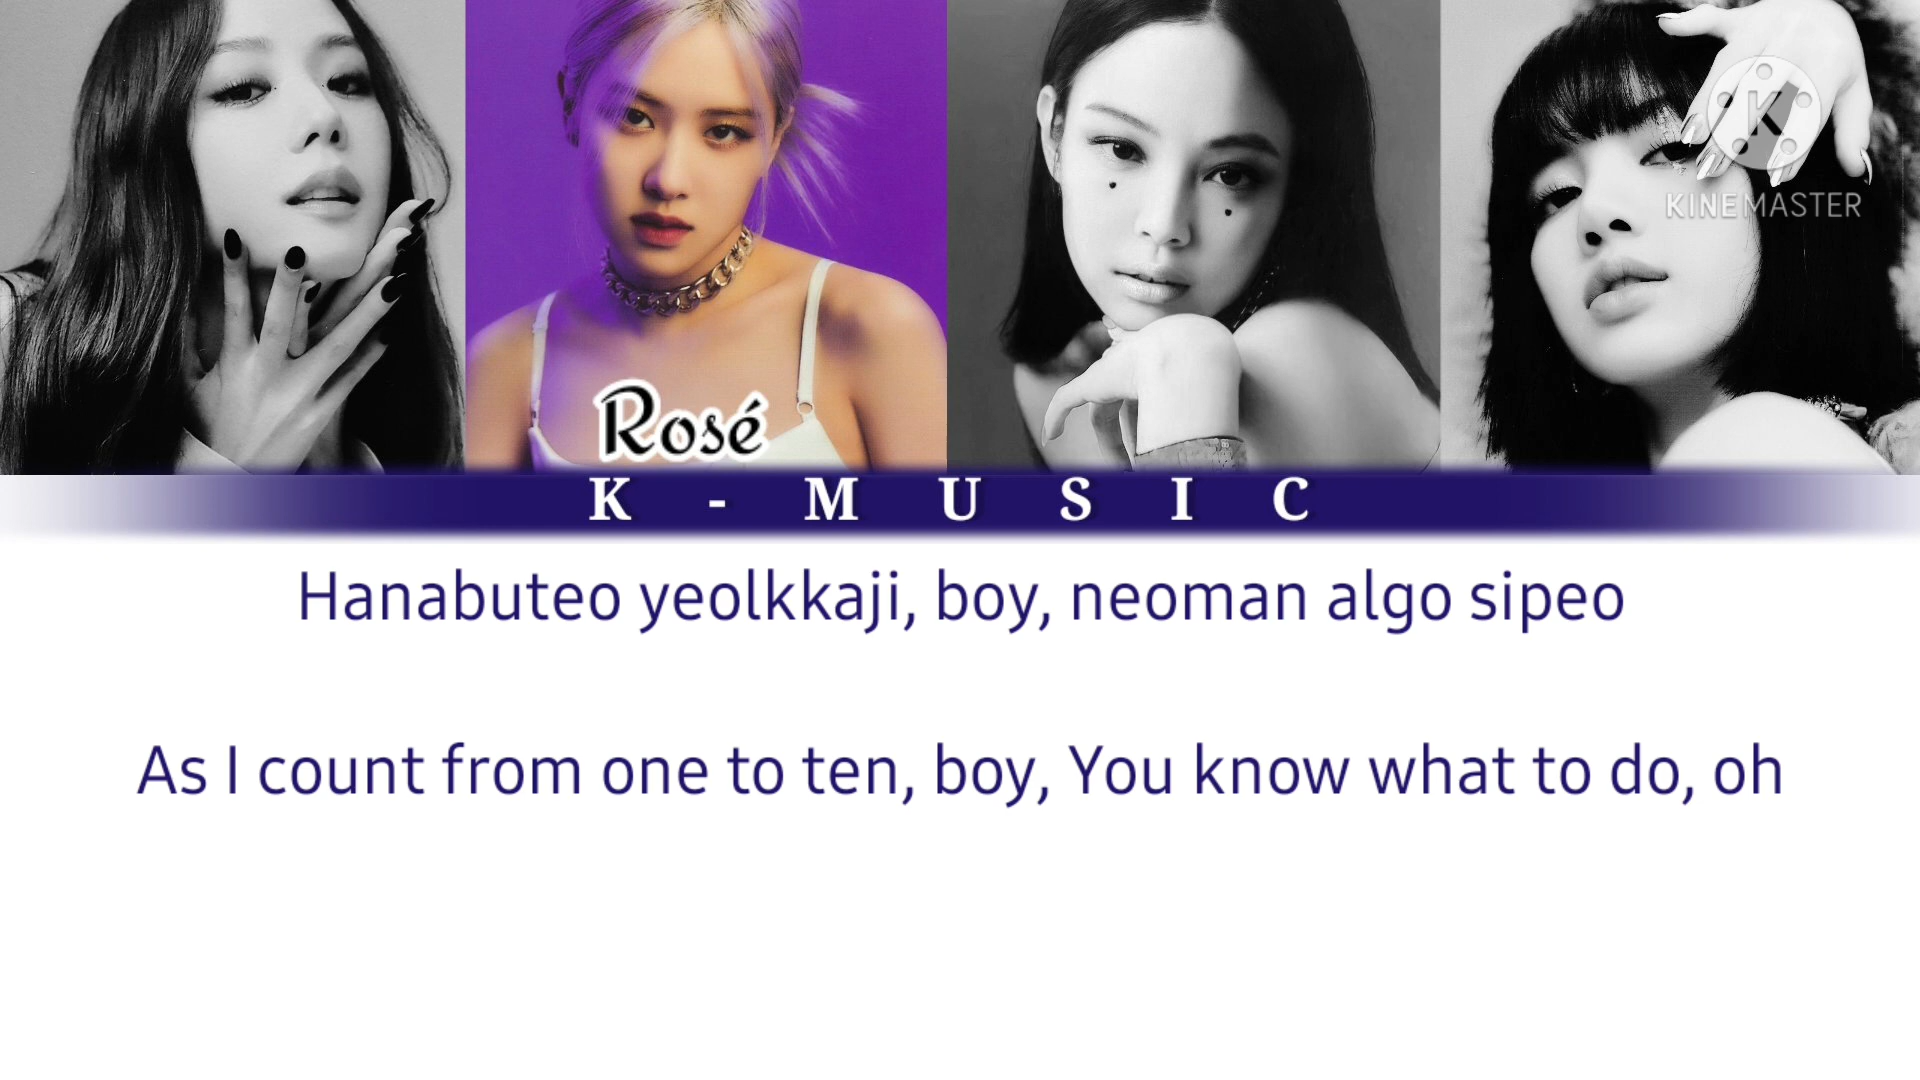 K
KINEMASTER
Rosé
K - MUSIC
Hanabuteo yeolkkaji, boy, neoman algo sipeo
As I count from one to ten, boy, You know what to do, oh